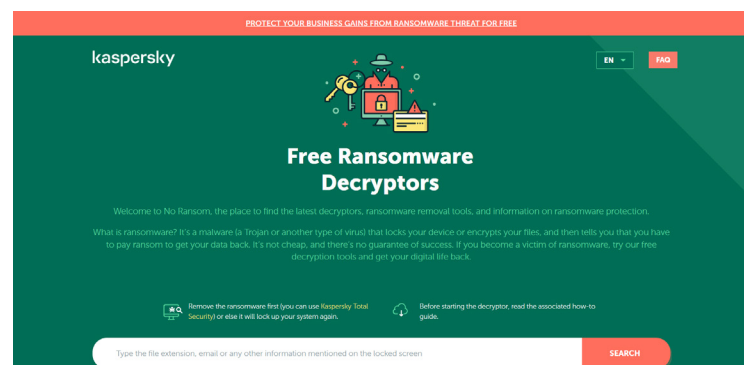 PROTECT YOUR BUSINESS GAINS FROM RANSOMWARE THREAT FOR FREE
kaspersky
EN
FAQ
Free Ransomware
Decryptors
Welcome to No Ransom, the place to find the latest decryptors, ransomware removal tools, and information on ransomware protection.
What is ransomware? It's a malware (a Trojan or another type of virus) that locks your device or encrypts your files, and then tells you that you have
to pay ransom to get your data back. It's not cheap, and there's no guarantee of success. If you become a victim of ransomware, try our free
decryption tools and get your digital life back.
Remove the ransomware first (you can use Kaspersky Total
Security) or else it will lock up your system again.
Before starting the decryptor, read the associated how-to
guide.
Type the file extension, email or any other information mentioned on the locked screen
SEARCH